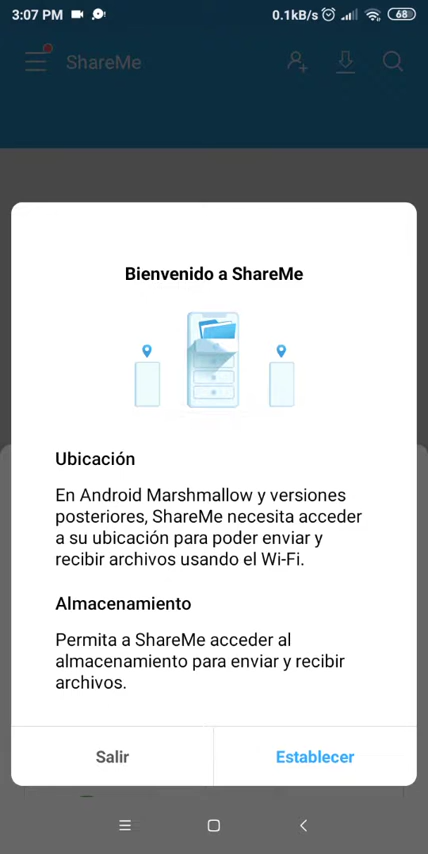 3:07 PM 0.1kB/s 68
ShareMe
Bienvenido a ShareMe
Ubicación
En Android Marshmallow y versiones
posteriores, ShareMe necesita acceder
a su ubicación para poder enviar y
recibir archivos usando el Wi-Fi.
Almacenamiento
Permita a ShareMe acceder al
almacenamiento para enviar y recibir
archivos.
Salir Establecer